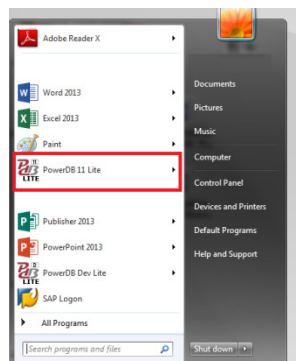 Adobe Reader X
Word 2013
Excel 2013
Paint
PowerDB 11 Lite
Publisher 2013
PowerPoint 2013
PowerDB Dev Lite
SAP Logon
All Programs
Search programs and files
Documents
Pictures
Music
Computer
Control Panel
Devices and Printers
Default Programs
Help and Support
Shut down